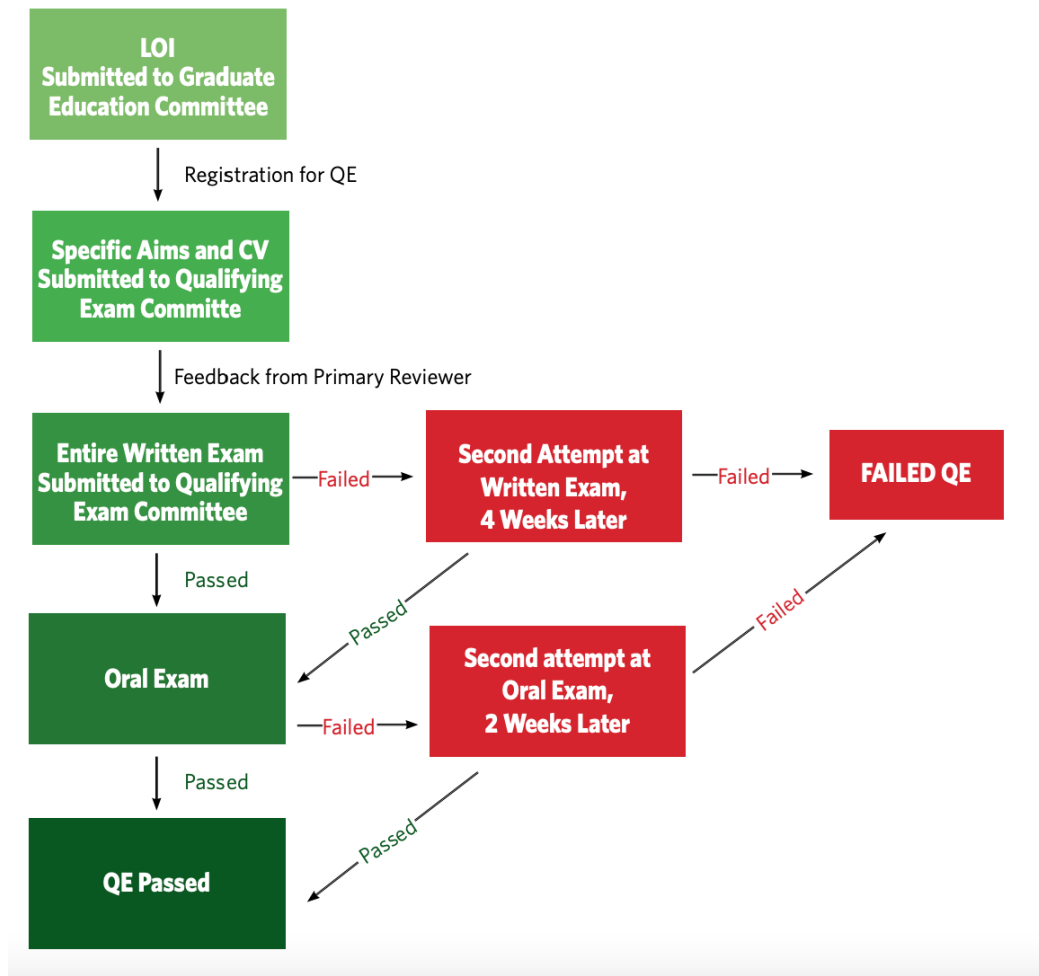 LOI
Submitted to Graduate
Education Committee
Registration for QE
Specific Aims and CV
Submitted to Qualifying
Exam Committe
Feedback from Primary Reviewer
Entire Written Exam
Submitted to Qualifying
Exam Committee
Failed
Second Attempt at
Written Exam,
4 Weeks Later
Failed
FAILED QE
Passed
Passed
Oral Exam
Failed
Second attempt at
Oral Exam,
2 Weeks Later
Failed
Passed
Passed
QE Passed